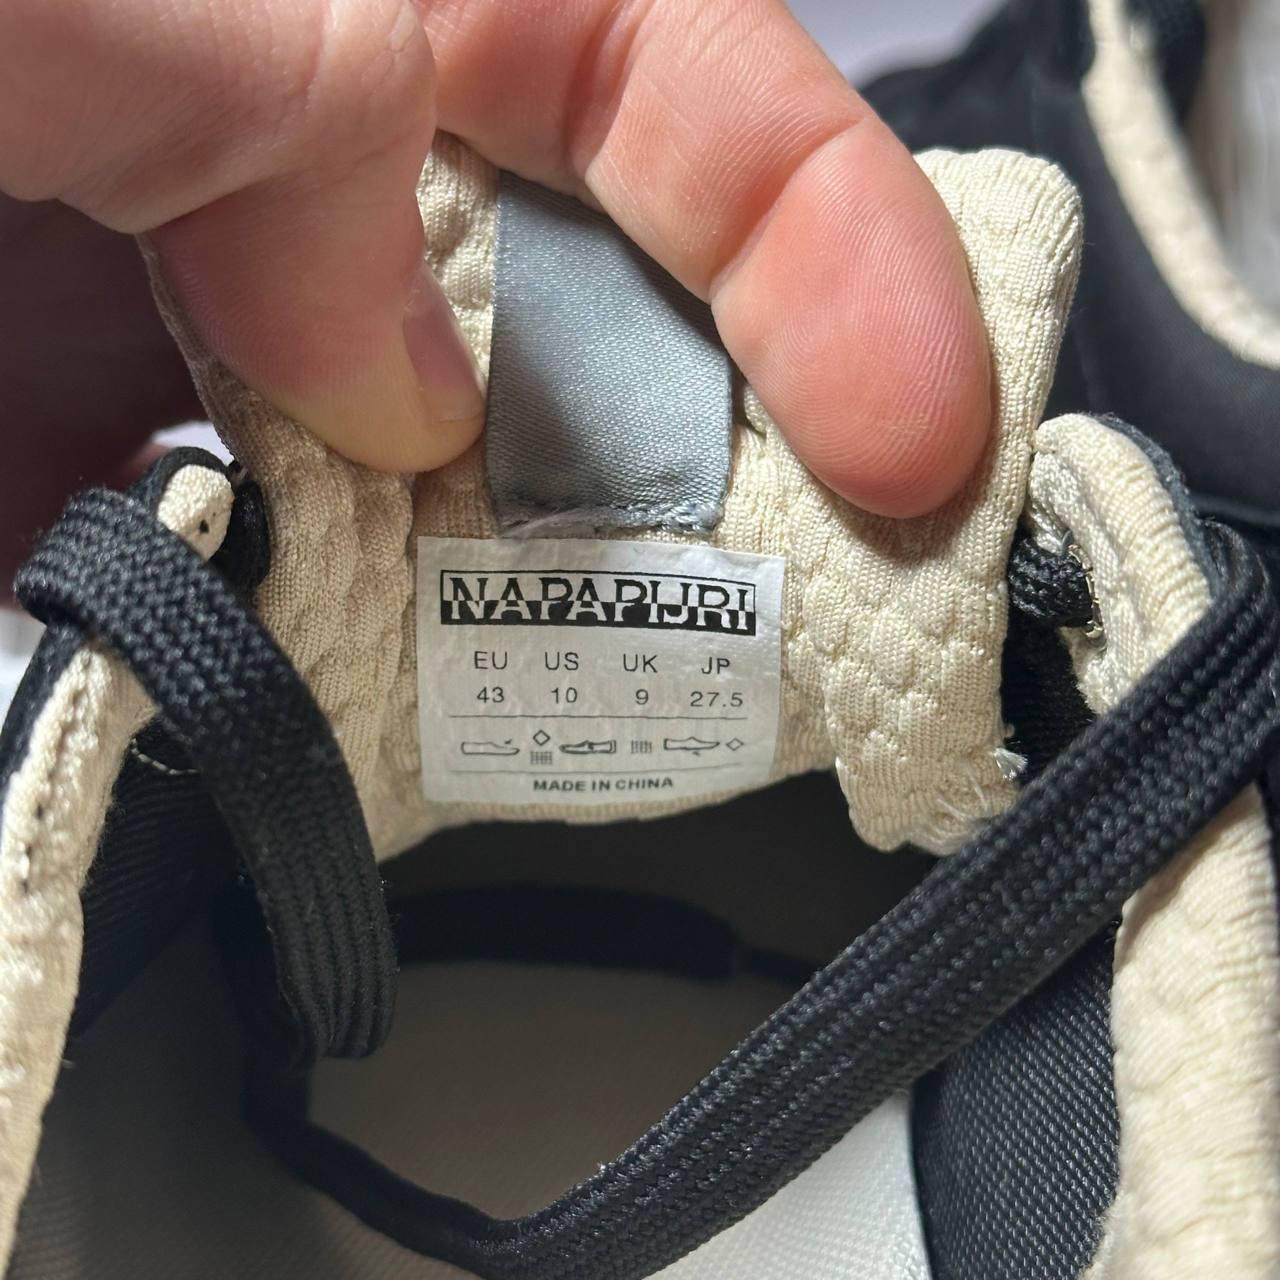 NAPAPIJRI
EU US UK JP
43 10 9 27.5
MADE IN CHINA